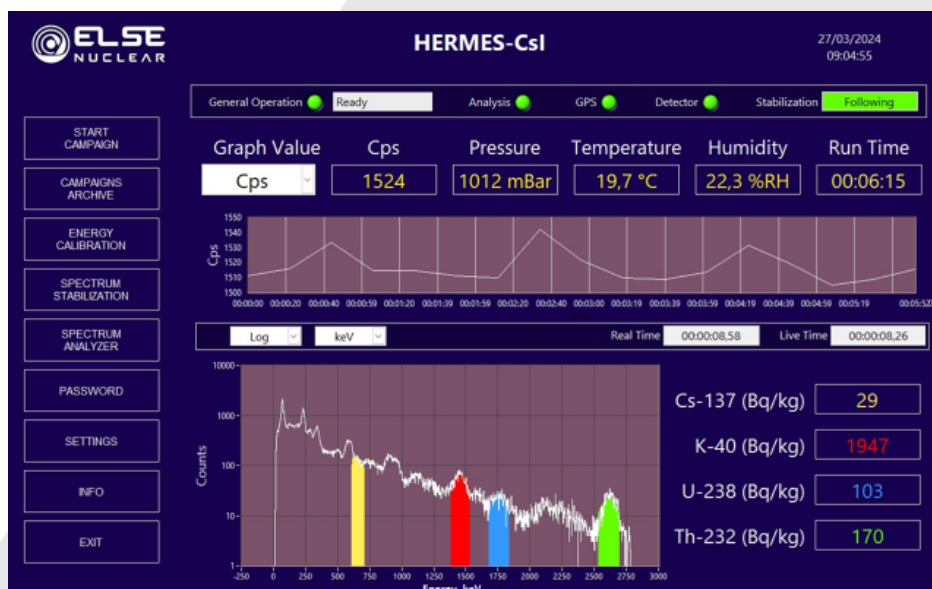 ELSE
NUCLEAR
HERMES-CsI
27/03/2024
09:04:55
General Operation Ready Analysis GPS Detector Stabilization Following
START
CAMPAIGN
CAMPAIGNS
ARCHIVE
ENERGY
CALIBRATION
SPECTRUM
STABILIZATION
SPECTRUM
ANALYZER
PASSWORD
SETTINGS
INFO
EXIT
Graph Value Cps Pressure Temperature Humidity Run Time
Cps 1524 1012 mBar 19,7 °C 22,3 %RH 00:06:15
Cps
1550
1540
1530
1520
1510
1500
00:00:00 00:00:20 00:00:40 00:00:59 00:01:20 00:01:39 00:01:59 00:02:20 00:02:40 00:03:00 00:03:19 00:03:39 00:03:59 00:04:19 00:04:39 00:04:59 00:05:19 00:05:52
Log keV Real Time 00:00:08,58 Live Time 00:00:08,26
Counts
10000
1000
100
10
1
-250 0 250 500 750 1000 1250 1500 1750 2000 2250 2500 2750 3000
Energy keV
Cs-137 (Bq/kg) 29
K-40 (Bq/kg) 1947
U-238 (Bq/kg) 103
Th-232 (Bq/kg) 170